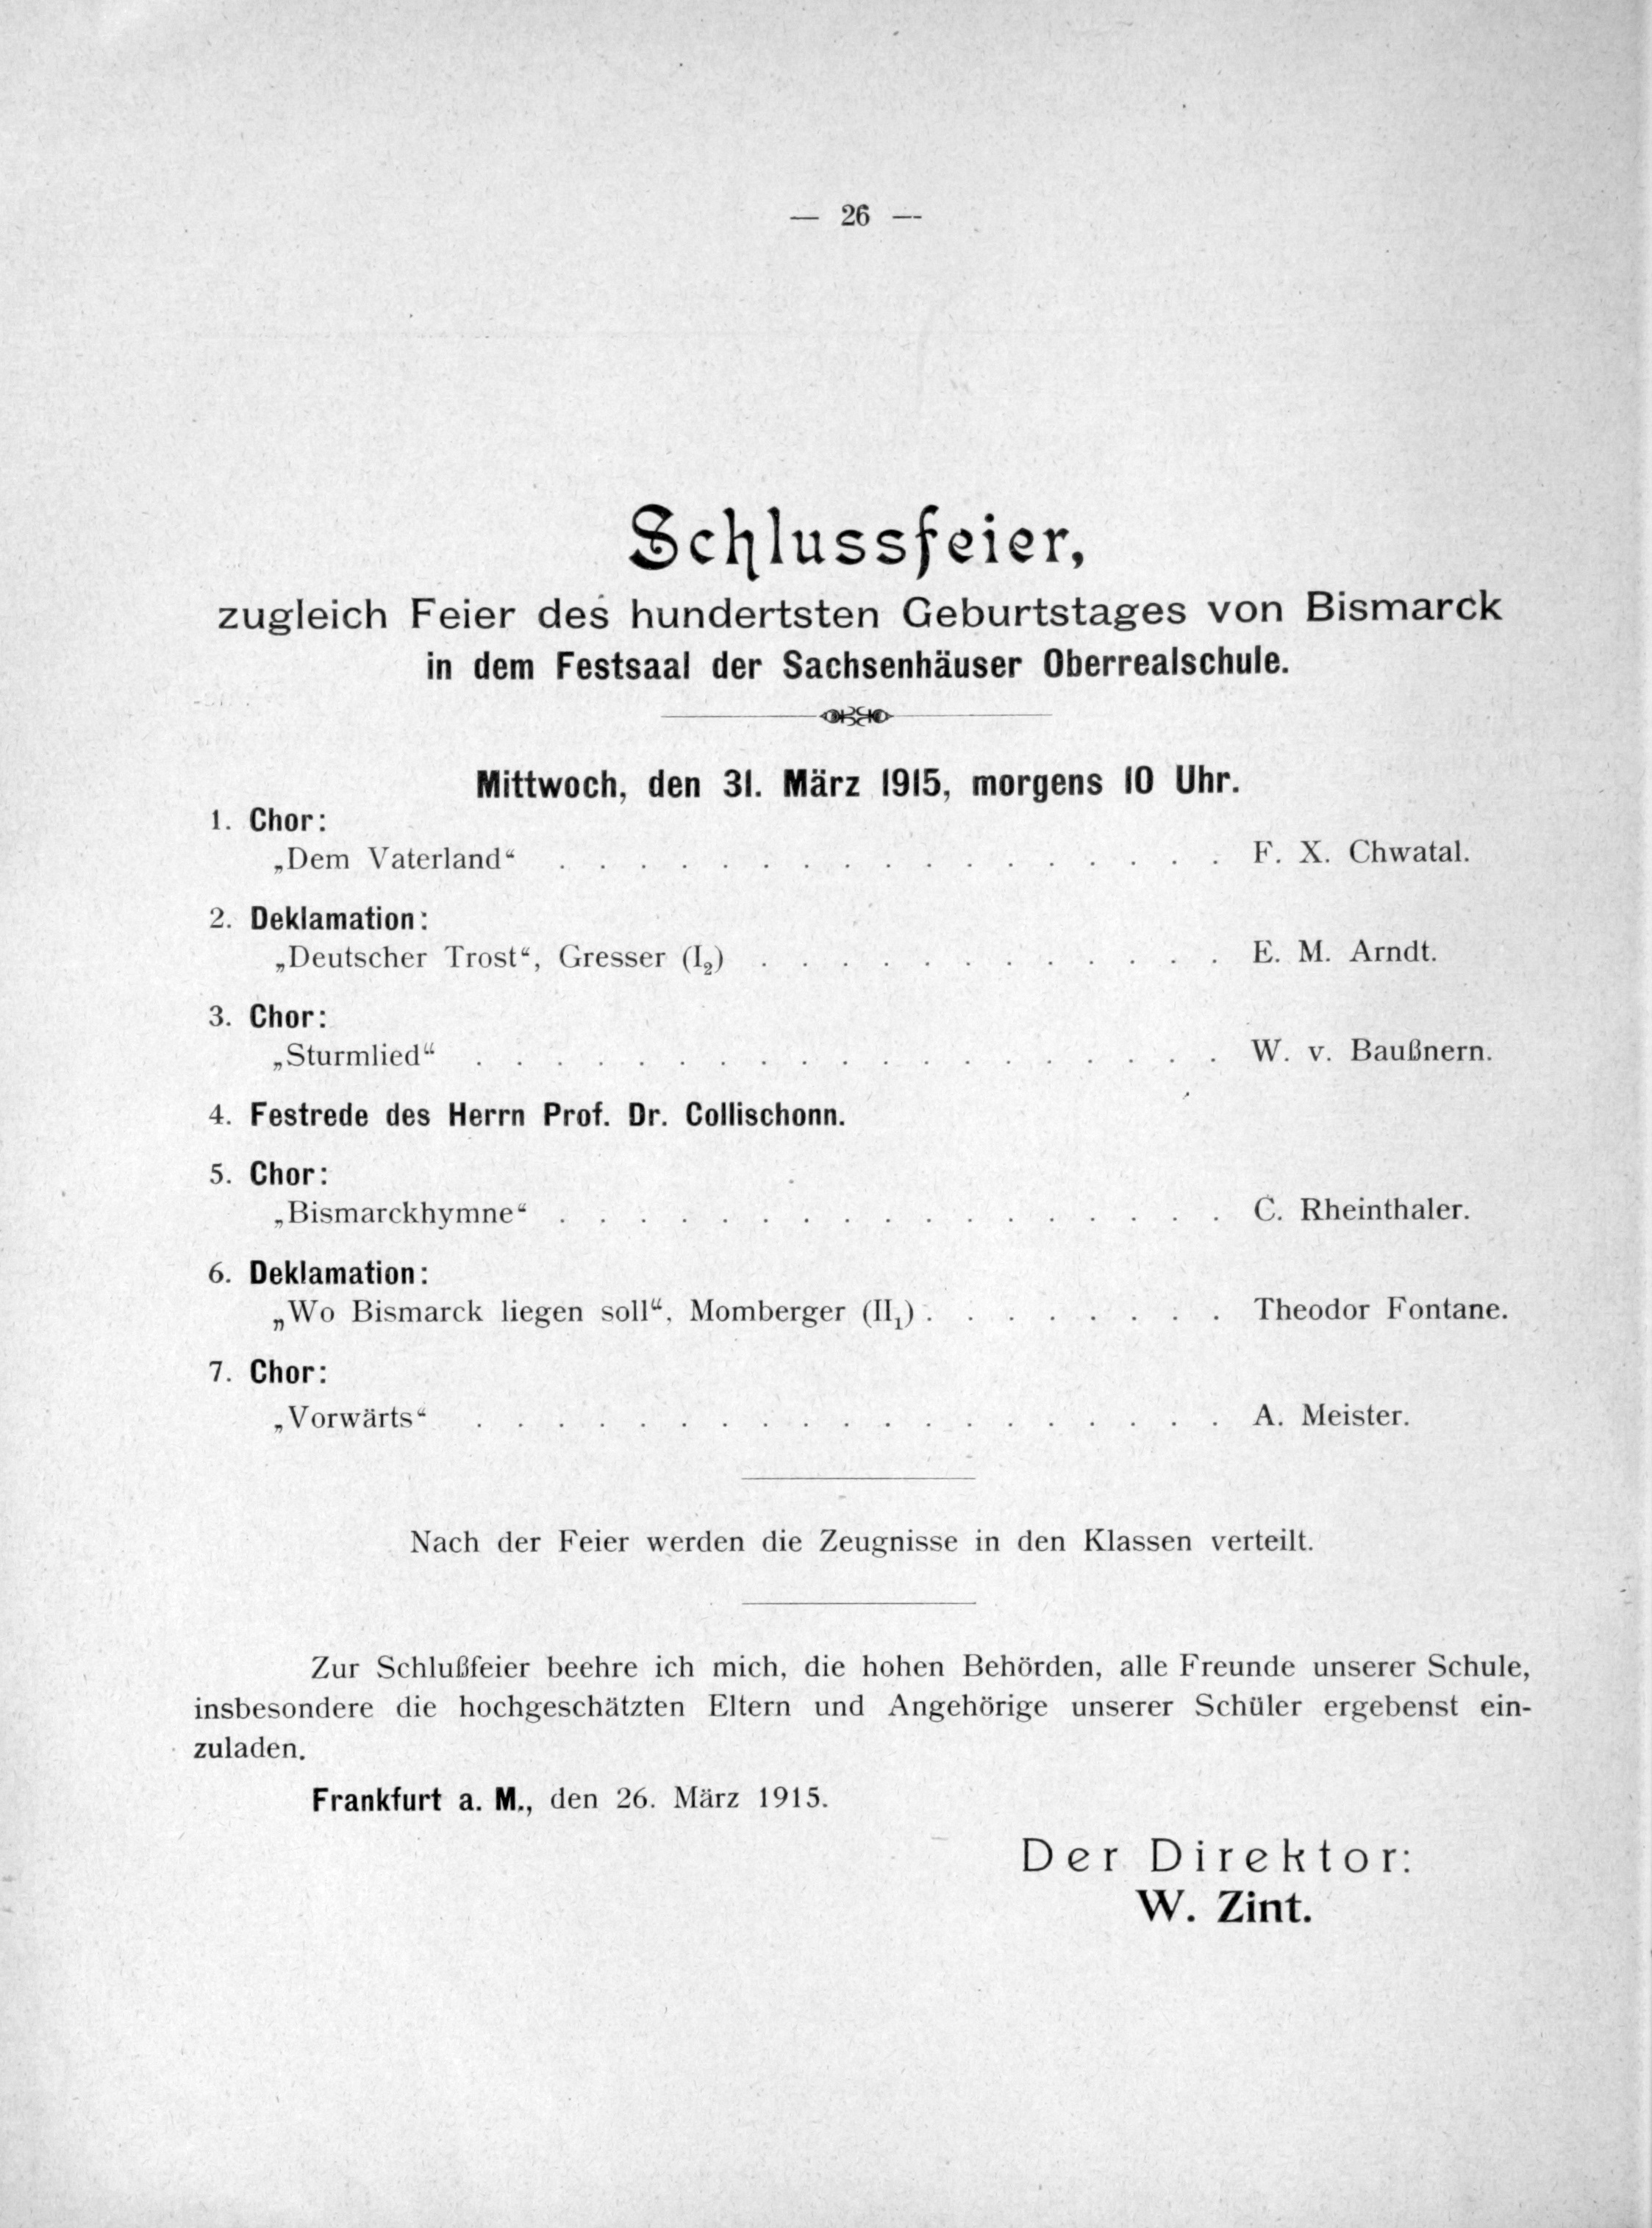 — 26 —
Schlussfeier,
zugleich Feier des hundertsten Geburtstages von Bismarck
in dem Festsaal der Sachsenhäuser Oberrealschule.
Mittwoch, den 31. März 1915, morgens 10 Uhr.
1. Chor:
„Dem Vaterland“ . . . . . . . . . . . . . . . . . F. X. Chwatal.
2. Deklamation:
„Deutscher Trost“, Gresser (I₂) . . . . . . . . . . . . E. M. Arndt.
3. Chor:
„Sturmlied“ . . . . . . . . . . . . . . . . . . . W. v. Baußnern.
4. Festrede des Herrn Prof. Dr. Collischonn.
5. Chor:
„Bismarckhymne“ . . . . . . . . . . . . . . . . . C. Rheinthaler.
6. Deklamation:
„Wo Bismarck liegen soll“, Momberger (II₁) . . . . . . . . Theodor Fontane.
7. Chor:
„Vorwärts“ . . . . . . . . . . . . . . . . . . . A. Meister.
Nach der Feier werden die Zeugnisse in den Klassen verteilt.
Zur Schlußfeier beehre ich mich, die hohen Behörden, alle Freunde unserer Schule,
insbesondere die hochgeschätzten Eltern und Angehörige unserer Schüler ergebenst ein-
zuladen.
Frankfurt a. M., den 26. März 1915.
Der Direktor:
W. Zint.